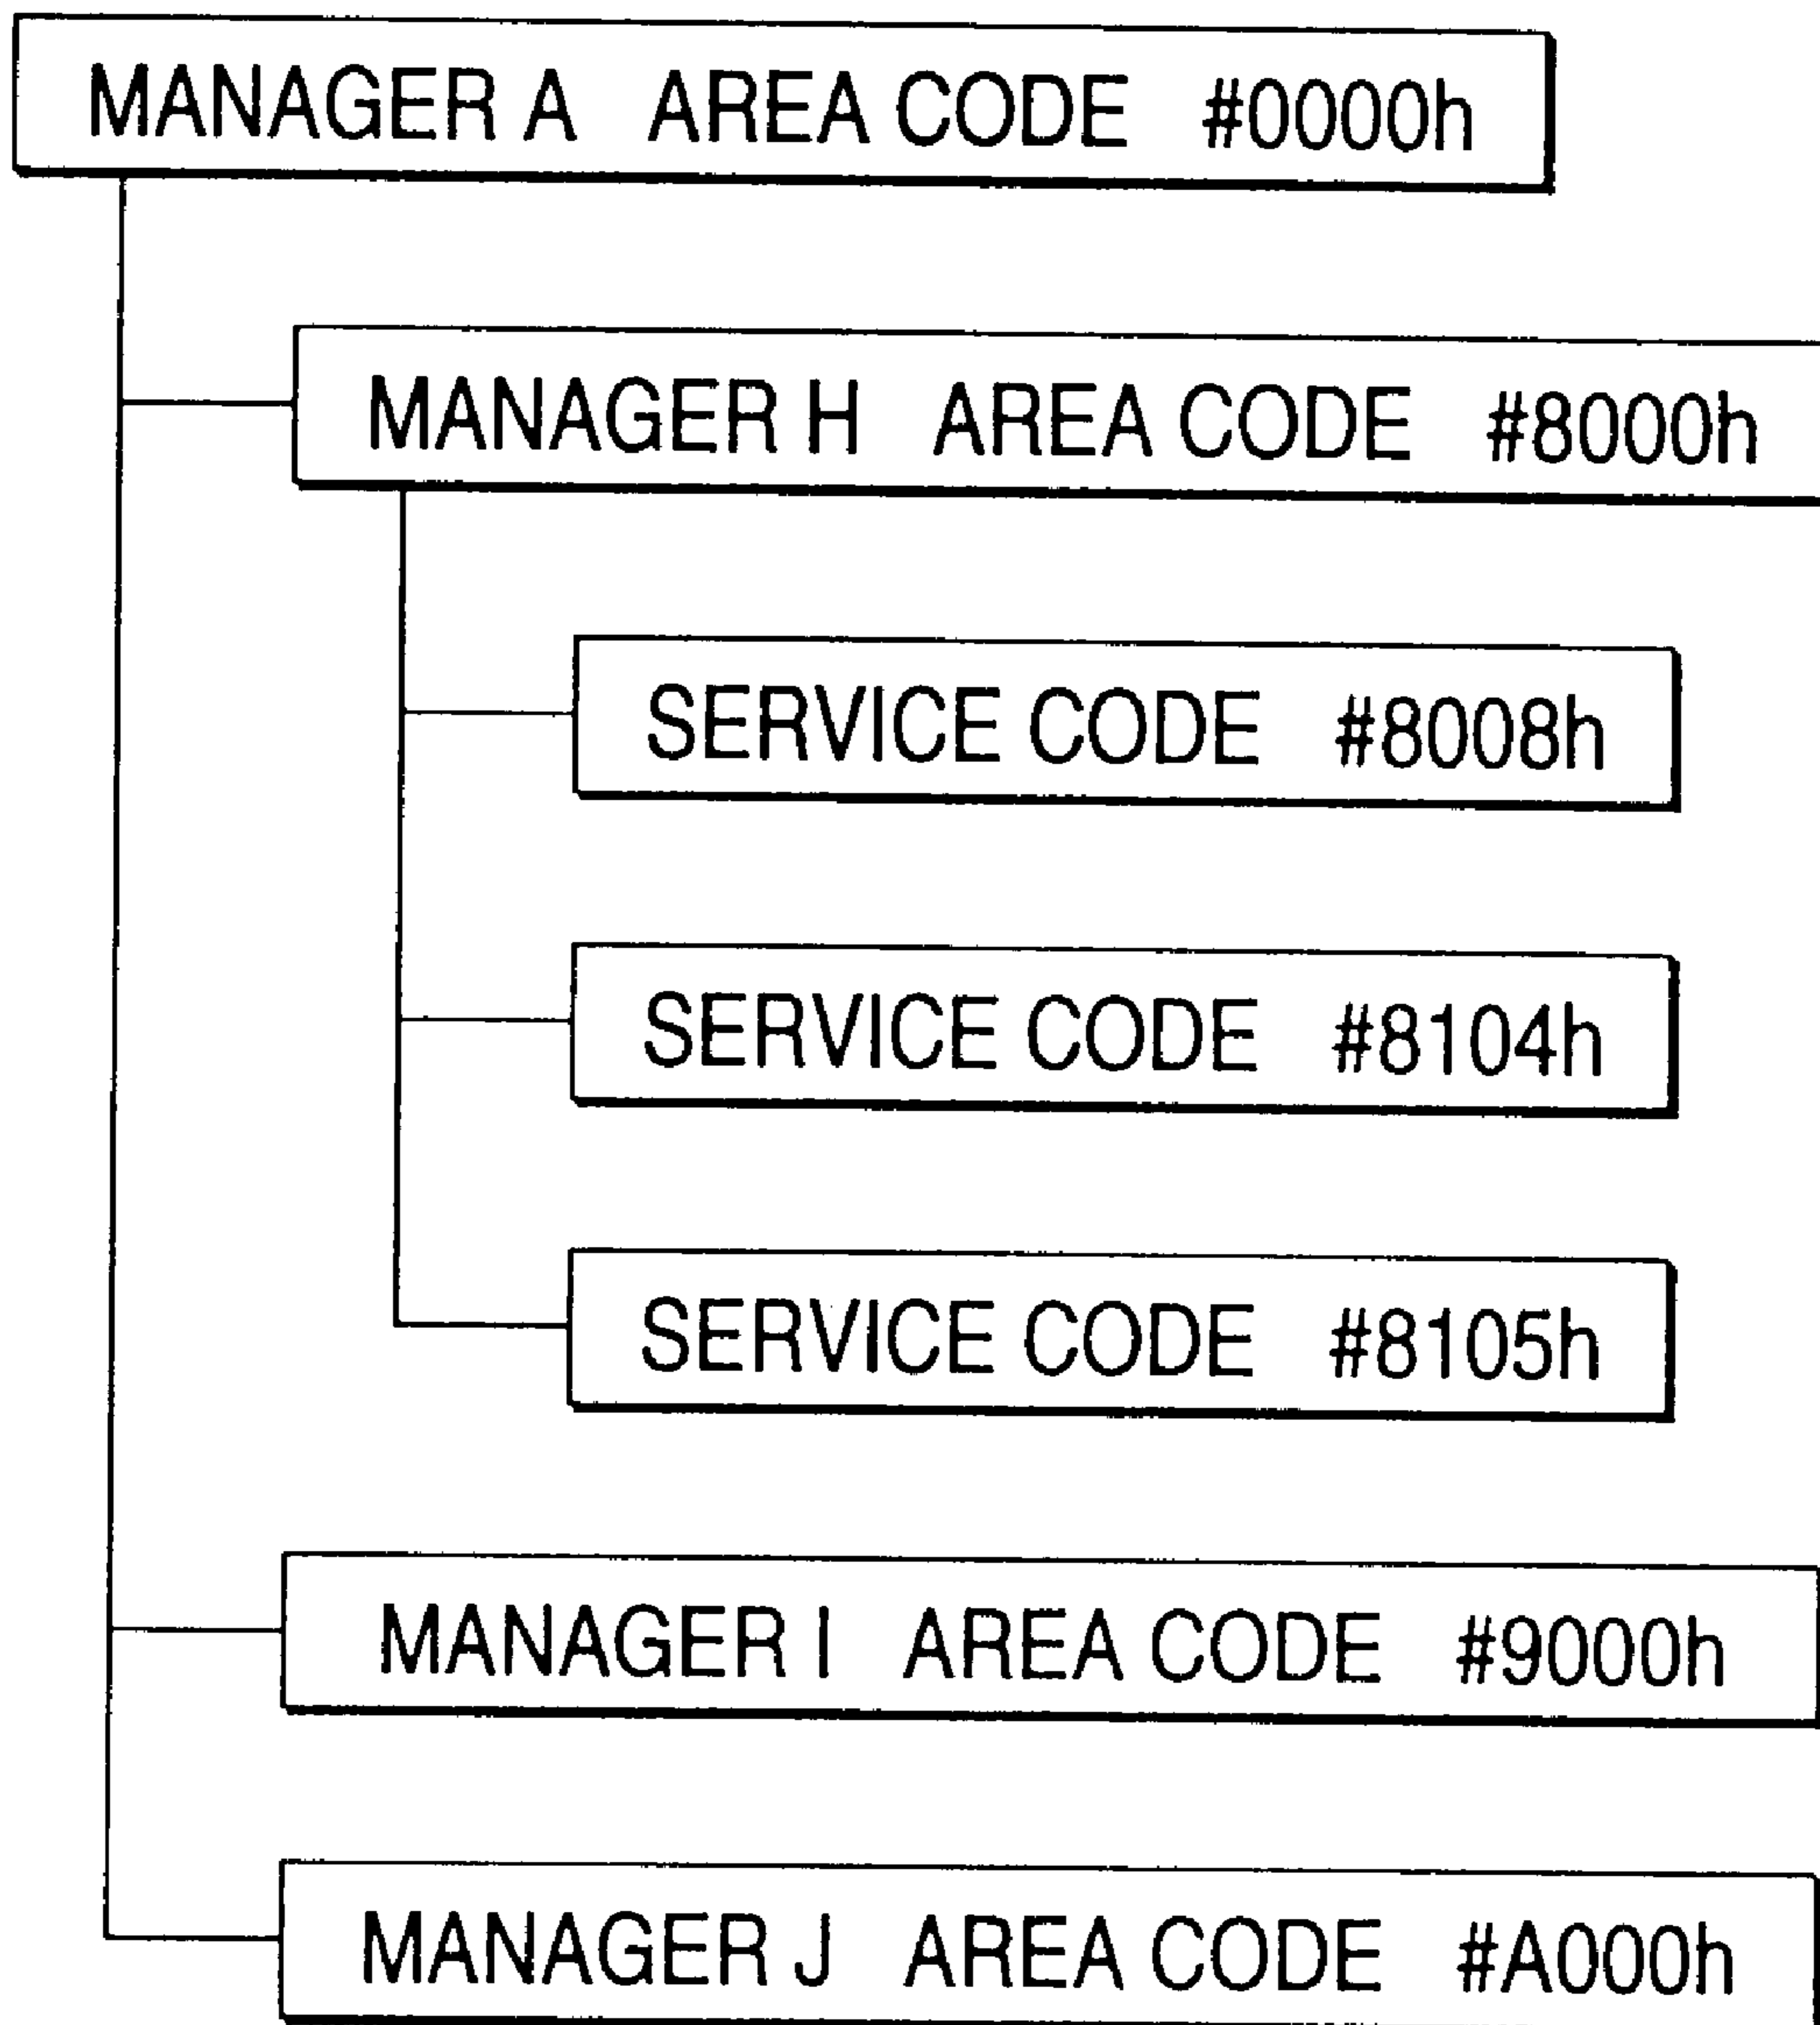 MANAGER A AREA CODE #0000h
MANAGER H AREA CODE #8000h
SERVICE CODE #8008h
SERVICE CODE #8104h
SERVICE CODE #8105h
MANAGER I AREA CODE #9000h
MANAGER J AREA CODE #A000h